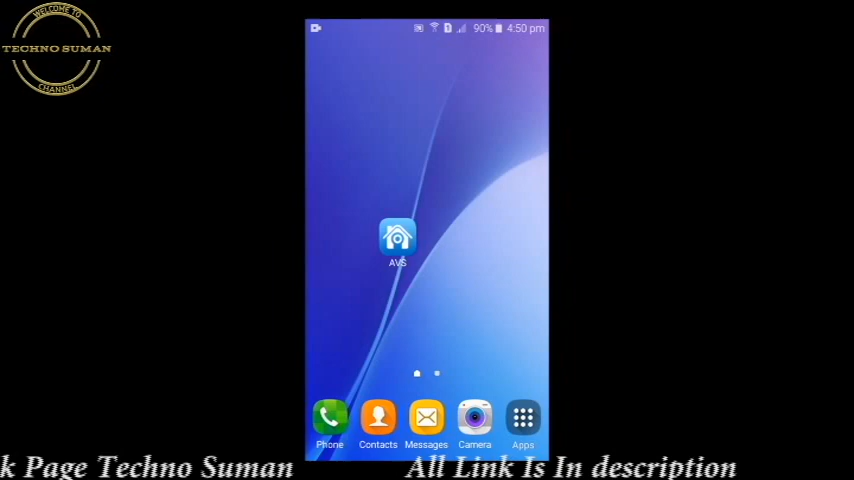 WELCOME TO
TECHNO SUMAN
CHANNEL
90% 4:50 pm
AVS
Phone Contacts Messages Camera Apps
k Page Techno Suman All Link Is In description